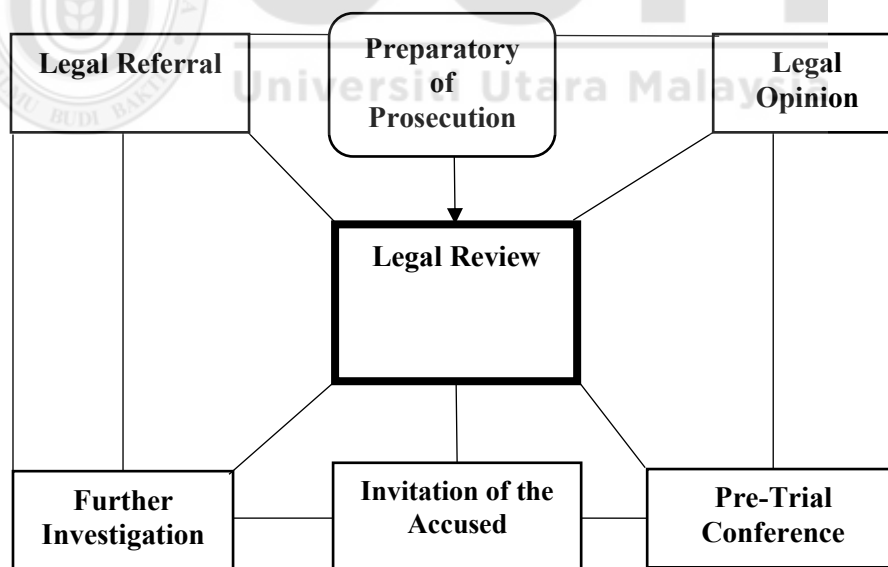 Legal Referral
Preparatory
of
Prosecution
Legal
Opinion
Universiti Utara Malaysia
BUDI
Legal Review
Further
Investigation
Invitation of the
Accused
Pre-Trial
Conference